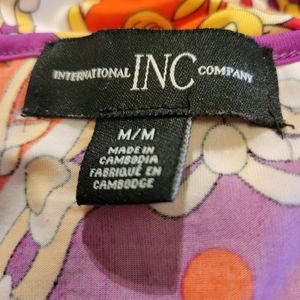 INTERNATIONAL INC COMPANY
M/M
MADE IN
CAMBODIA
FABRIQUÉ EN
CAMBODGE